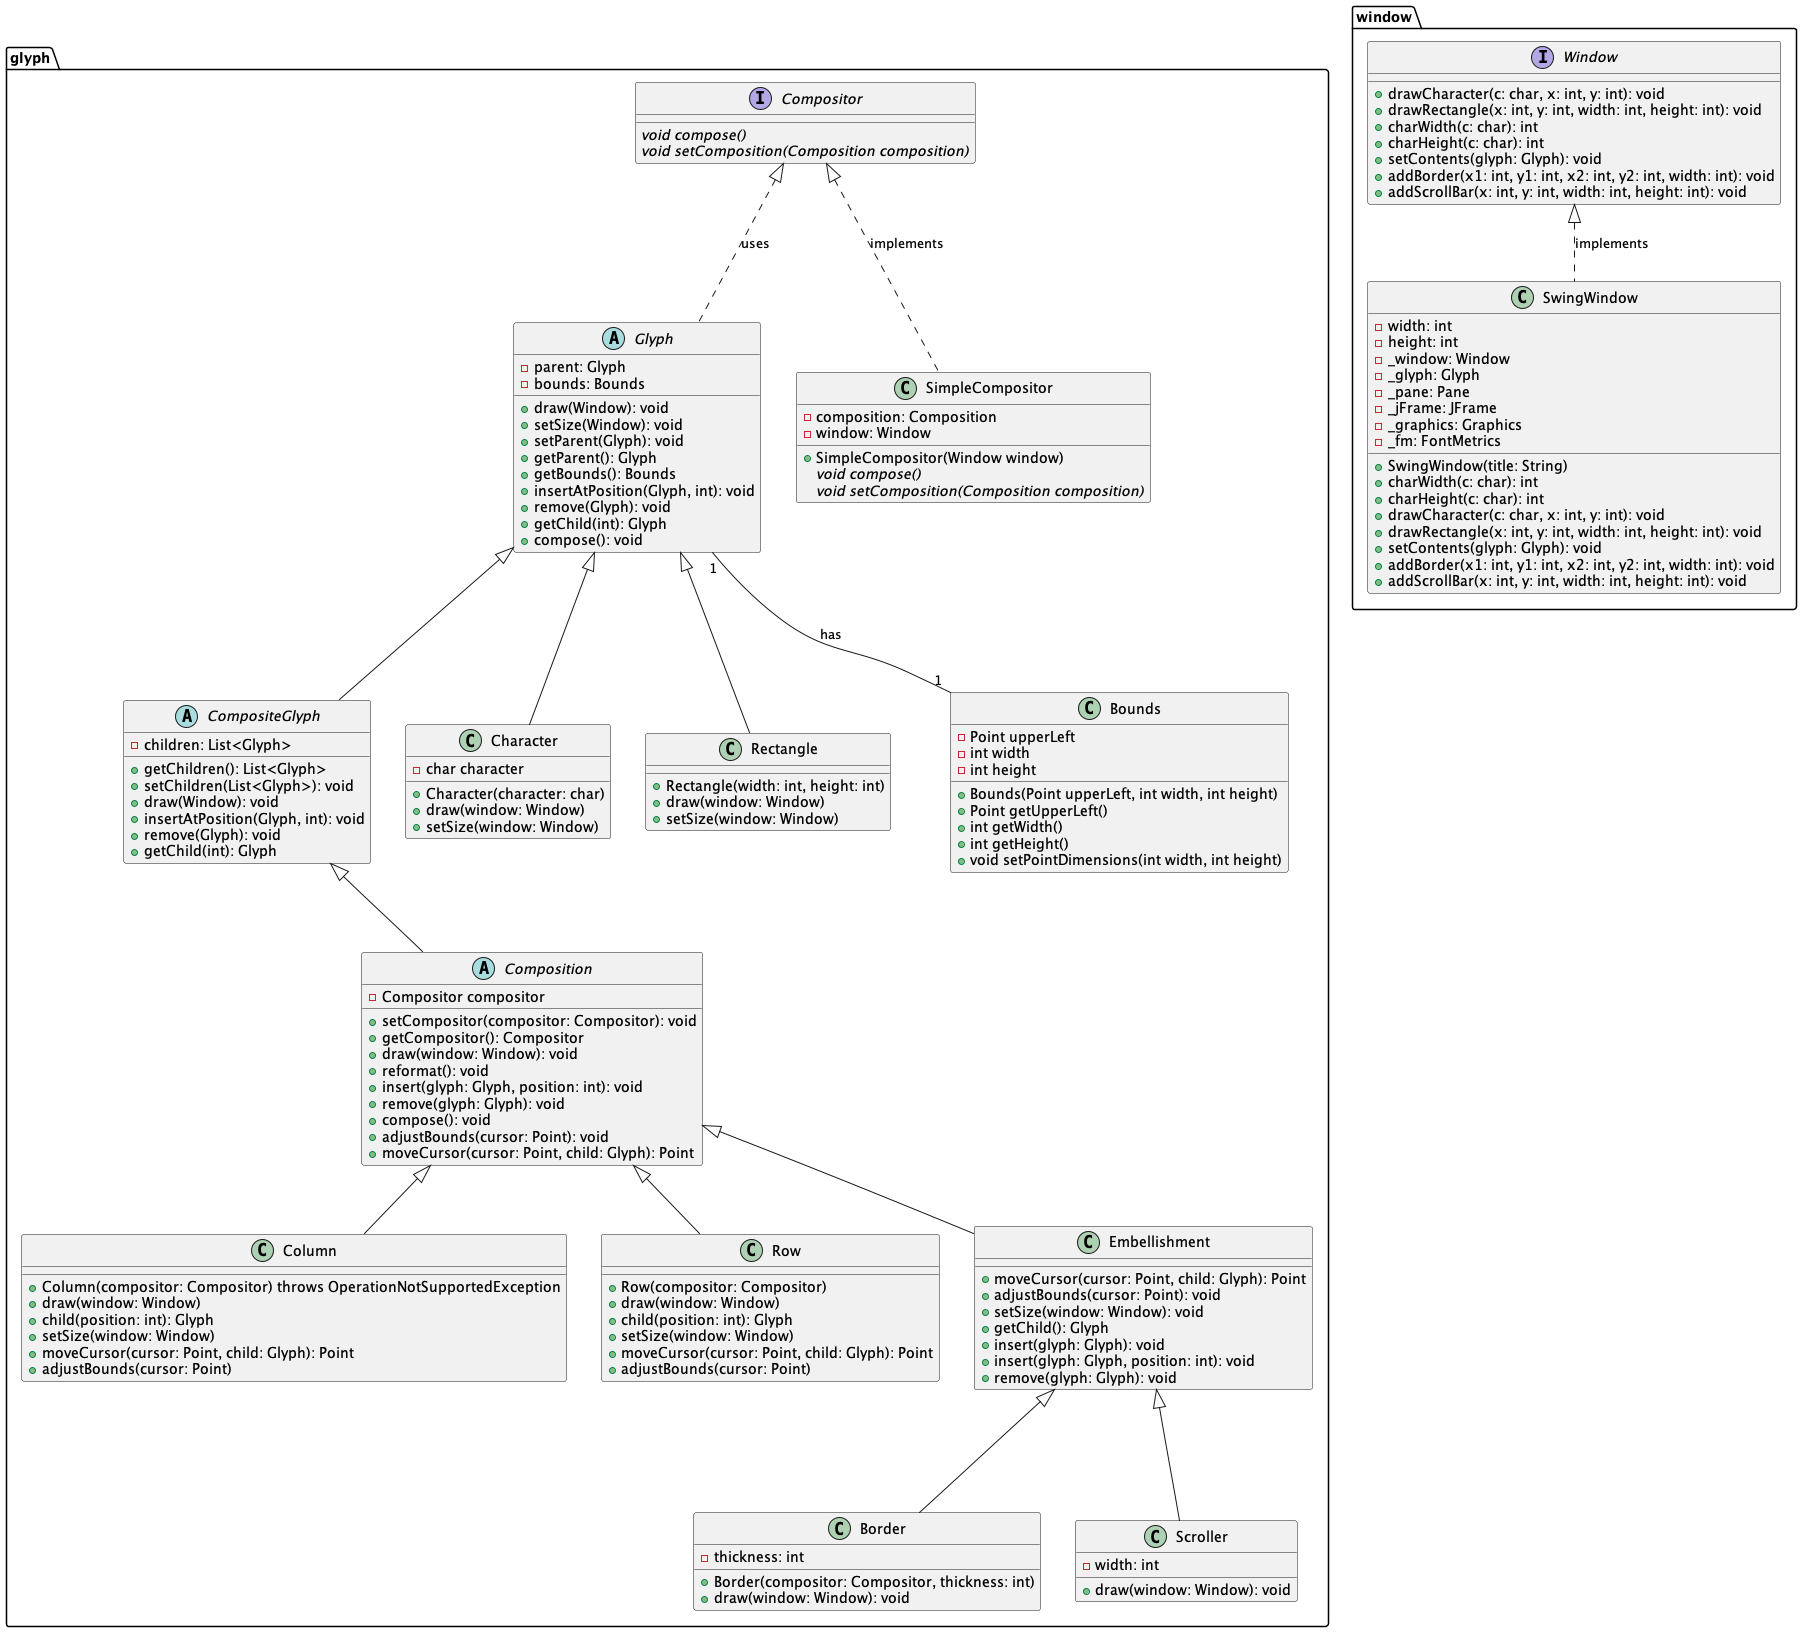 glyph
I Compositor
void compose()
void setComposition(Composition composition)
uses
implements
A Glyph
parent: Glyph
bounds: Bounds
draw(Window): void
setSize(Window): void
setParent(Glyph): void
getParent(): Glyph
getBounds(): Bounds
insertAtPosition(Glyph, int): void
remove(Glyph): void
getChild(int): Glyph
compose(): void
C SimpleCompositor
composition: Composition
window: Window
SimpleCompositor(Window window)
void compose()
void setComposition(Composition composition)
1
has
1
A CompositeGlyph
children: List<Glyph>
getChildren(): List<Glyph>
setChildren(List<Glyph>): void
draw(Window): void
insertAtPosition(Glyph, int): void
remove(Glyph): void
getChild(int): Glyph
C Character
char character
Character(character: char)
draw(window: Window)
setSize(window: Window)
C Rectangle
Rectangle(width: int, height: int)
draw(window: Window)
setSize(window: Window)
C Bounds
Point upperLeft
int width
int height
Bounds(Point upperLeft, int width, int height)
Point getUpperLeft()
int getWidth()
int getHeight()
void setPointDimensions(int width, int height)
A Composition
Compositor compositor
setCompositor(compositor: Compositor): void
getCompositor(): Compositor
draw(window: Window): void
reformat(): void
insert(glyph: Glyph, position: int): void
remove(glyph: Glyph): void
compose(): void
adjustBounds(cursor: Point): void
moveCursor(cursor: Point, child: Glyph): Point
C Column
Column(compositor: Compositor) throws OperationNotSupportedException
draw(window: Window)
child(position: int): Glyph
setSize(window: Window)
moveCursor(cursor: Point, child: Glyph): Point
adjustBounds(cursor: Point)
C Row
Row(compositor: Compositor)
draw(window: Window)
child(position: int): Glyph
setSize(window: Window)
moveCursor(cursor: Point, child: Glyph): Point
adjustBounds(cursor: Point)
C Embellishment
moveCursor(cursor: Point, child: Glyph): Point
adjustBounds(cursor: Point): void
setSize(window: Window): void
getChild(): Glyph
insert(glyph: Glyph): void
insert(glyph: Glyph, position: int): void
remove(glyph: Glyph): void
C Border
thickness: int
Border(compositor: Compositor, thickness: int)
draw(window: Window): void
C Scroller
width: int
draw(window: Window): void
window
I Window
drawCharacter(c: char, x: int, y: int): void
drawRectangle(x: int, y: int, width: int, height: int): void
charWidth(c: char): int
charHeight(c: char): int
setContents(glyph: Glyph): void
addBorder(x1: int, y1: int, x2: int, y2: int, width: int): void
addScrollBar(x: int, y: int, width: int, height: int): void
implements
C SwingWindow
width: int
height: int
_window: Window
_glyph: Glyph
_pane: Pane
_jFrame: JFrame
_graphics: Graphics
_fm: FontMetrics
SwingWindow(title: String)
charWidth(c: char): int
charHeight(c: char): int
drawCharacter(c: char, x: int, y: int): void
drawRectangle(x: int, y: int, width: int, height: int): void
setContents(glyph: Glyph): void
addBorder(x1: int, y1: int, x2: int, y2: int, width: int): void
addScrollBar(x: int, y: int, width: int, height: int): void